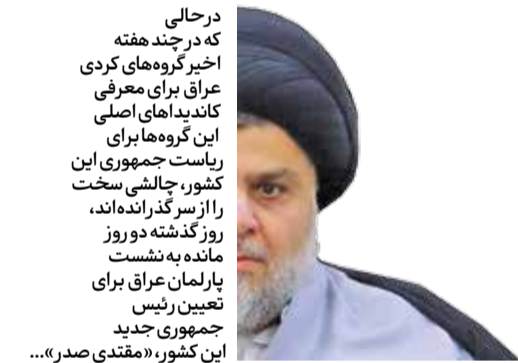 درحالی
که در چند هفته
اخیر گروه‌های کردی
عراق برای معرفی
کاندیداهای اصلی
این گروه‌ها برای
ریاست جمهوری این
کشور، چالشی سخت
را از سر گذرانده‌اند،
روز گذشته دو روز
مانده به نشست
پارلمان عراق برای
تعیین رئیس
جمهوری جدید
این کشور، «مقتدی صدر»...